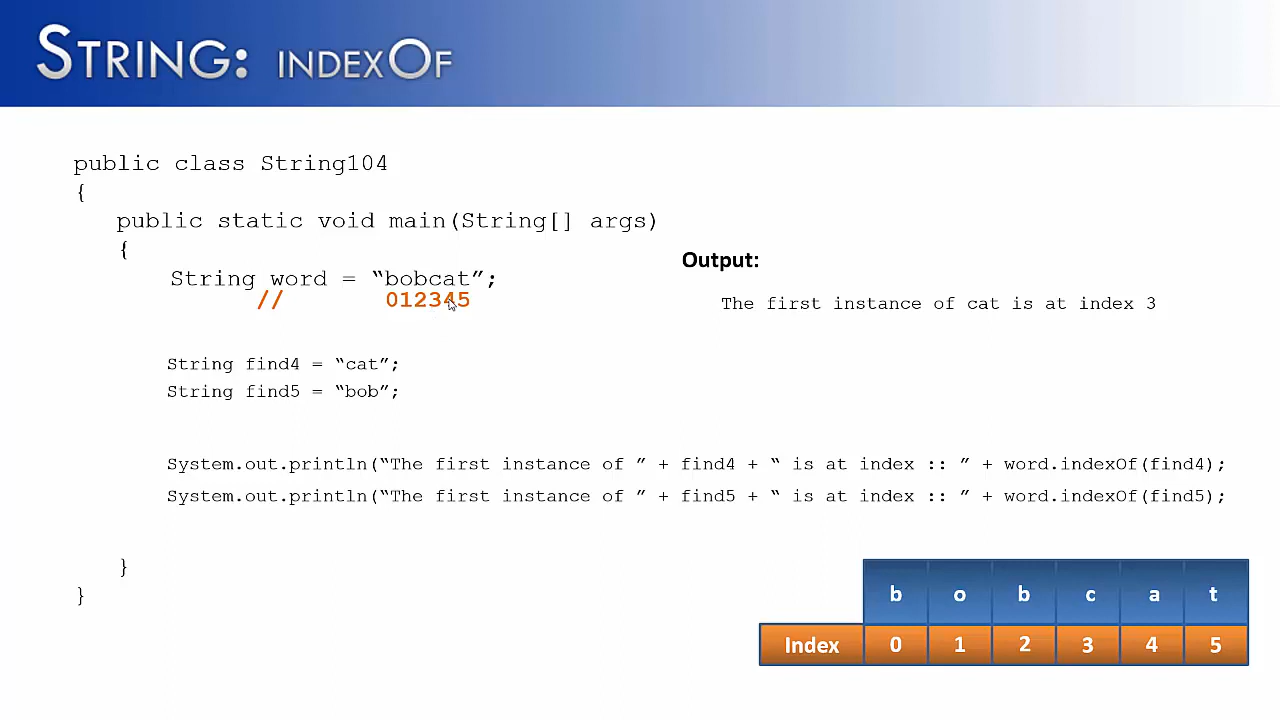 STRING: INDEXOF
public class String104
{
public static void main(String[] args)
{
String word = “bobcat”;
// 012345
String find4 = “cat”;
String find5 = “bob”;
System.out.println(“The first instance of ” + find4 + “ is at index :: ” + word.indexOf(find4);
System.out.println(“The first instance of ” + find5 + “ is at index :: ” + word.indexOf(find5);
}
}
Output:
The first instance of cat is at index 3
b o b c a t
Index 0 1 2 3 4 5